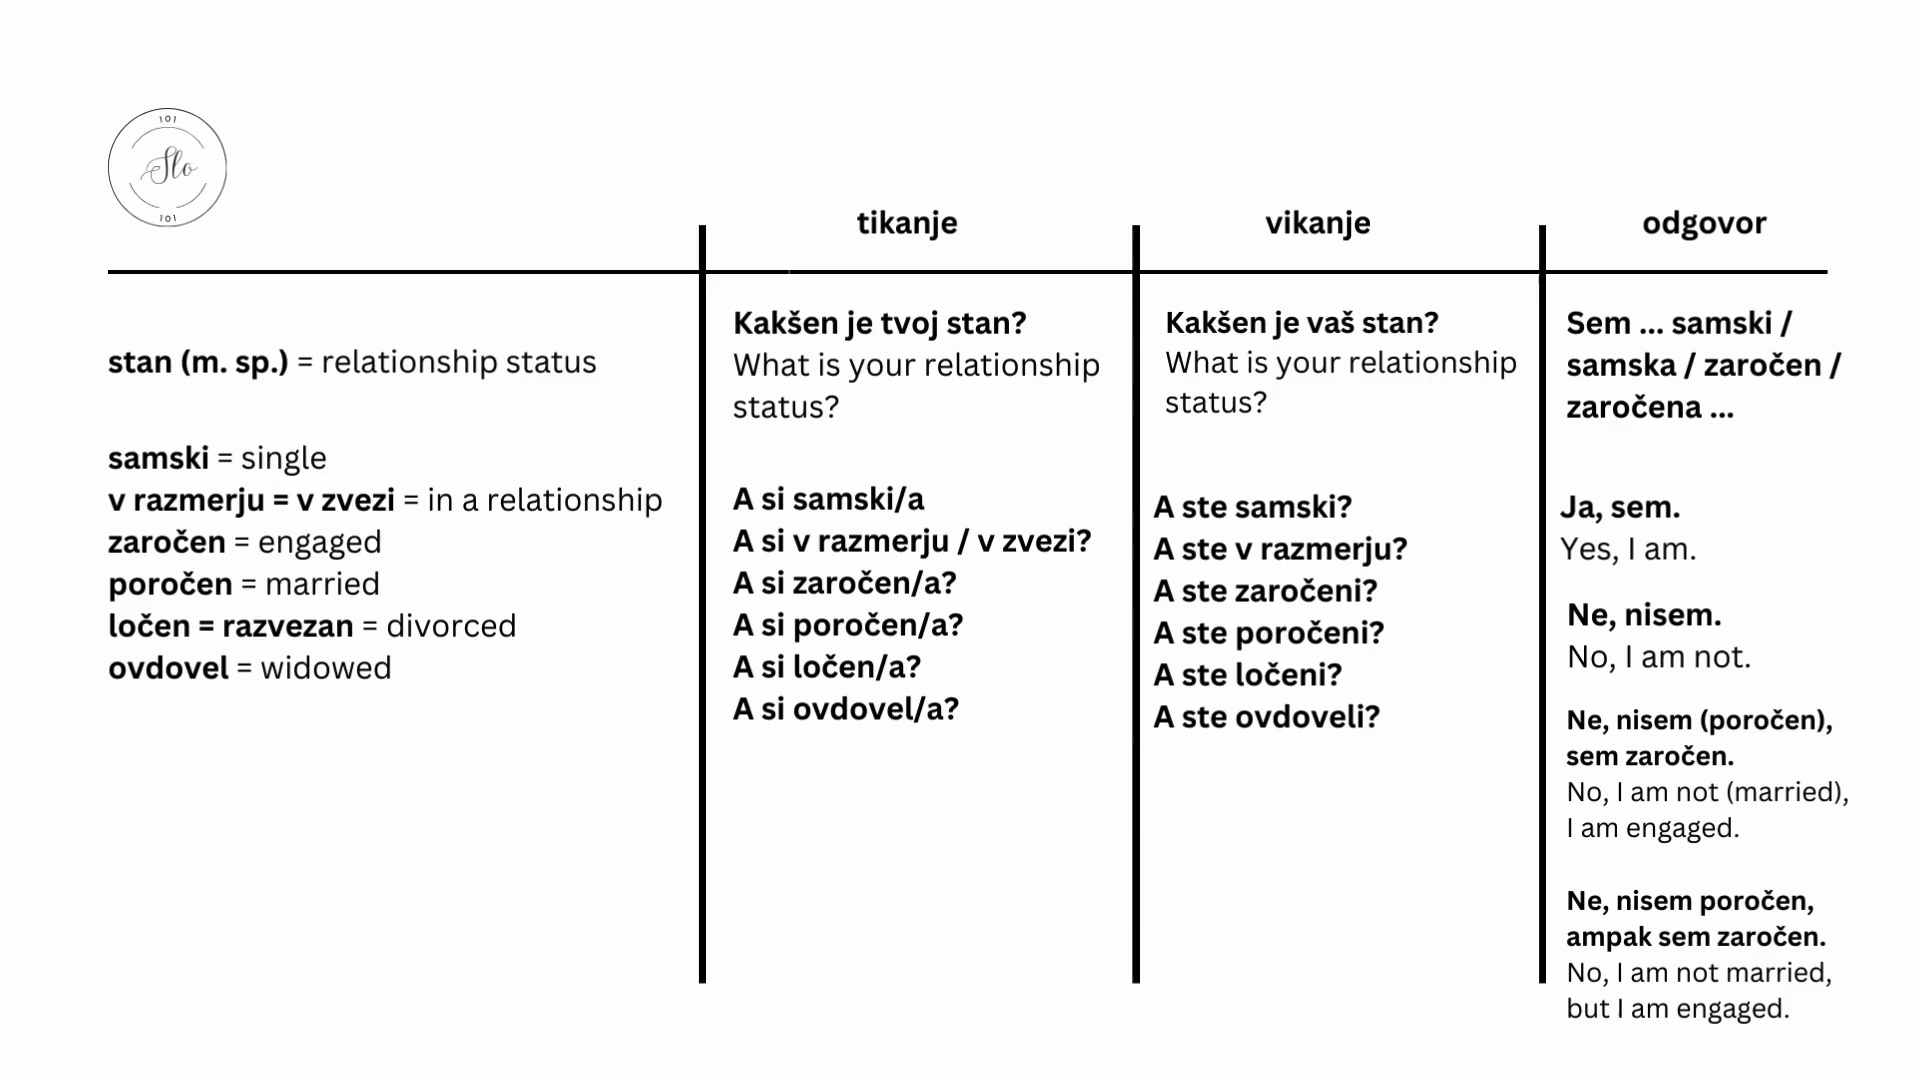 101
Slo
101
tikanje
vikanje
odgovor
stan (m. sp.) = relationship status
samski = single
v razmerju = v zvezi = in a relationship
zaročen = engaged
poročen = married
ločen = razvezan = divorced
ovdovel = widowed
Kakšen je tvoj stan?
What is your relationship
status?
A si samski/a
A si v razmerju / v zvezi?
A si zaročen/a?
A si poročen/a?
A si ločen/a?
A si ovdovel/a?
Kakšen je vaš stan?
What is your relationship
status?
A ste samski?
A ste v razmerju?
A ste zaročeni?
A ste poročeni?
A ste ločeni?
A ste ovdoveli?
Sem ... samski /
samska / zaročen /
zaročena ...
Ja, sem.
Yes, I am.
Ne, nisem.
No, I am not.
Ne, nisem (poročen),
sem zaročen.
No, I am not (married),
I am engaged.
Ne, nisem poročen,
ampak sem zaročen.
No, I am not married,
but I am engaged.